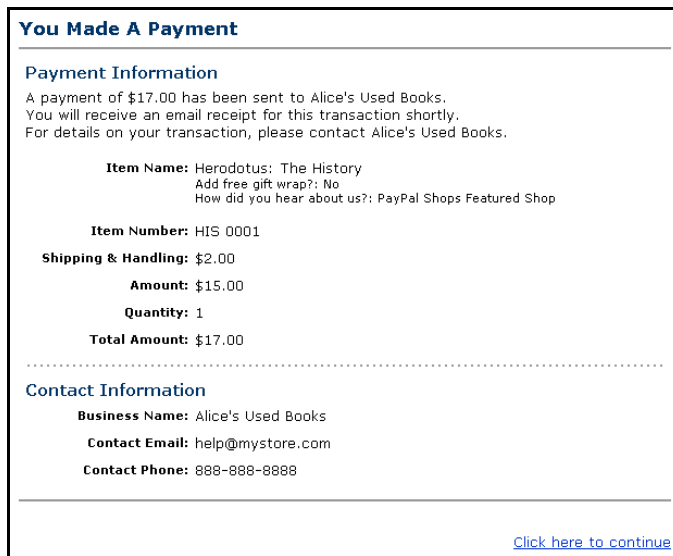 You Made A Payment
Payment Information
A payment of $17.00 has been sent to Alice's Used Books.
You will receive an email receipt for this transaction shortly.
For details on your transaction, please contact Alice's Used Books.
Item Name: Herodotus: The History
Add free gift wrap?: No
How did you hear about us?: PayPal Shops Featured Shop
Item Number: HIS 0001
Shipping & Handling: $2.00
Amount: $15.00
Quantity: 1
Total Amount: $17.00
Contact Information
Business Name: Alice's Used Books
Contact Email: help@mystore.com
Contact Phone: 888-888-8888
Click here to continue